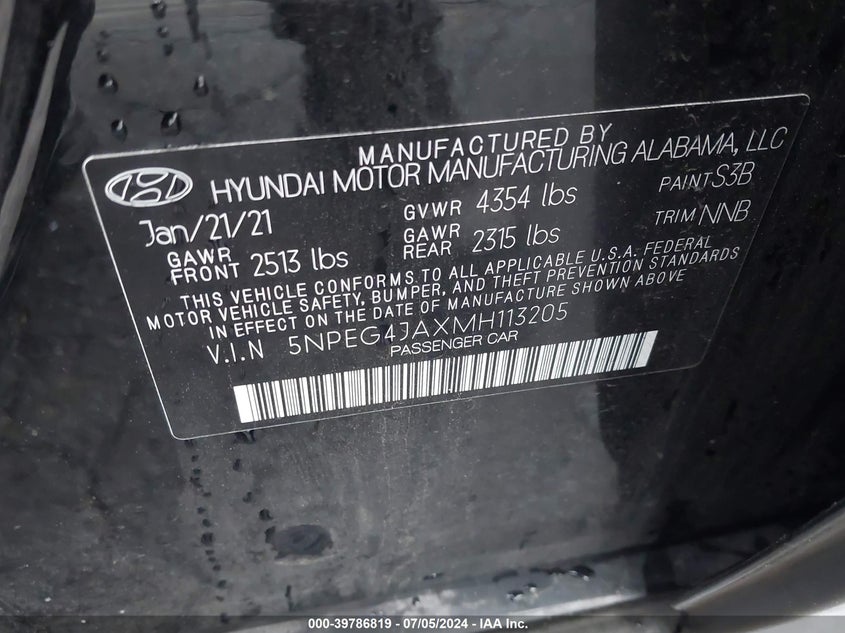 MANUFACTURED BY
HYUNDAI MOTOR MANUFACTURING ALABAMA, LLC
Jan/21/21 GVWR 4354 lbs PAINT S3B
GAWR FRONT 2513 lbs GAWR REAR 2315 lbs TRIM NNB
THIS VEHICLE CONFORMS TO ALL APPLICABLE U.S.A. FEDERAL
MOTOR VEHICLE SAFETY, BUMPER, AND THEFT PREVENTION STANDARDS
IN EFFECT ON THE DATE OF MANUFACTURE SHOWN ABOVE
V.I.N 5NPEG4JAXMH113205
PASSENGER CAR
000-39786819 / 07/05/2024 - IAA Inc.